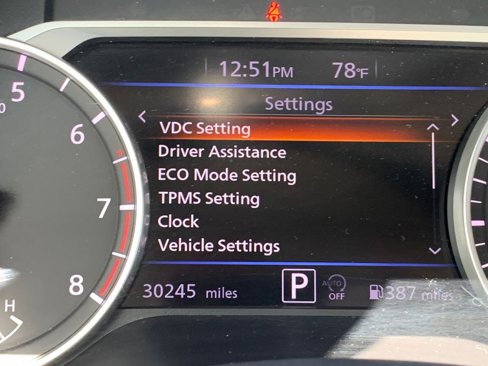 12:51PM 78°F
Settings
VDC Setting
Driver Assistance
ECO Mode Setting
TPMS Setting
Clock
Vehicle Settings
30245 miles P AUTO OFF 387 miles
5
6
7
8
H